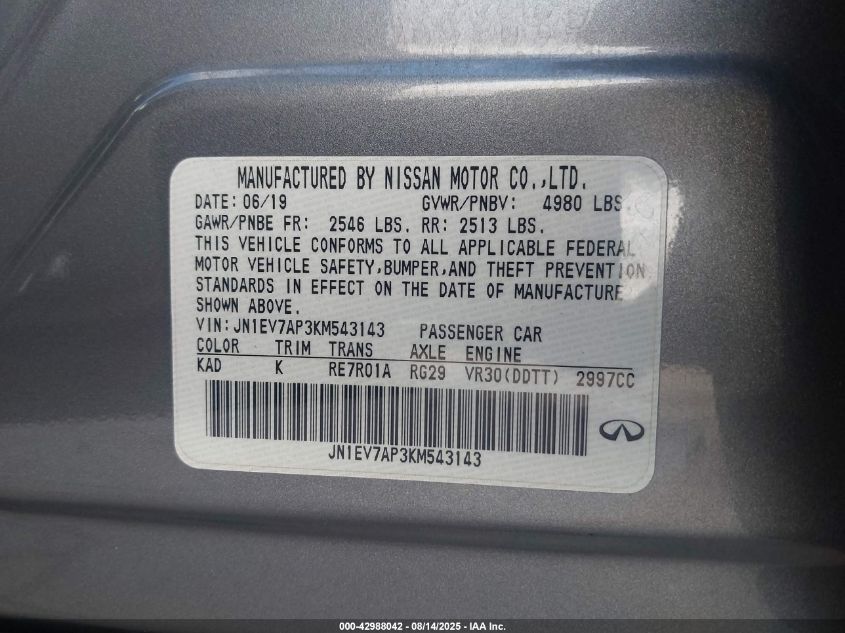 MANUFACTURED BY NISSAN MOTOR CO.,LTD.
DATE: 06/19 GVWR/PNBV: 4980 LBS.
GAWR/PNBE FR: 2546 LBS. RR: 2513 LBS.
THIS VEHICLE CONFORMS TO ALL APPLICABLE FEDERAL
MOTOR VEHICLE SAFETY,BUMPER,AND THEFT PREVENTION
STANDARDS IN EFFECT ON THE DATE OF MANUFACTURE
SHOWN ABOVE.
VIN:JN1EV7AP3KM543143 PASSENGER CAR
COLOR TRIM TRANS AXLE ENGINE
KAD K RE7R01A RG29 VR30(DDTT) 2997CC
JN1EV7AP3KM543143
000-42988042 - 08/14/2025 - IAA Inc.